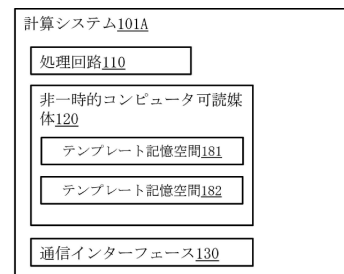 計算システム101A
処理回路110
非一時的コンピュータ可読媒
体120
テンプレート記憶空間181
テンプレート記憶空間182
通信インターフェース130